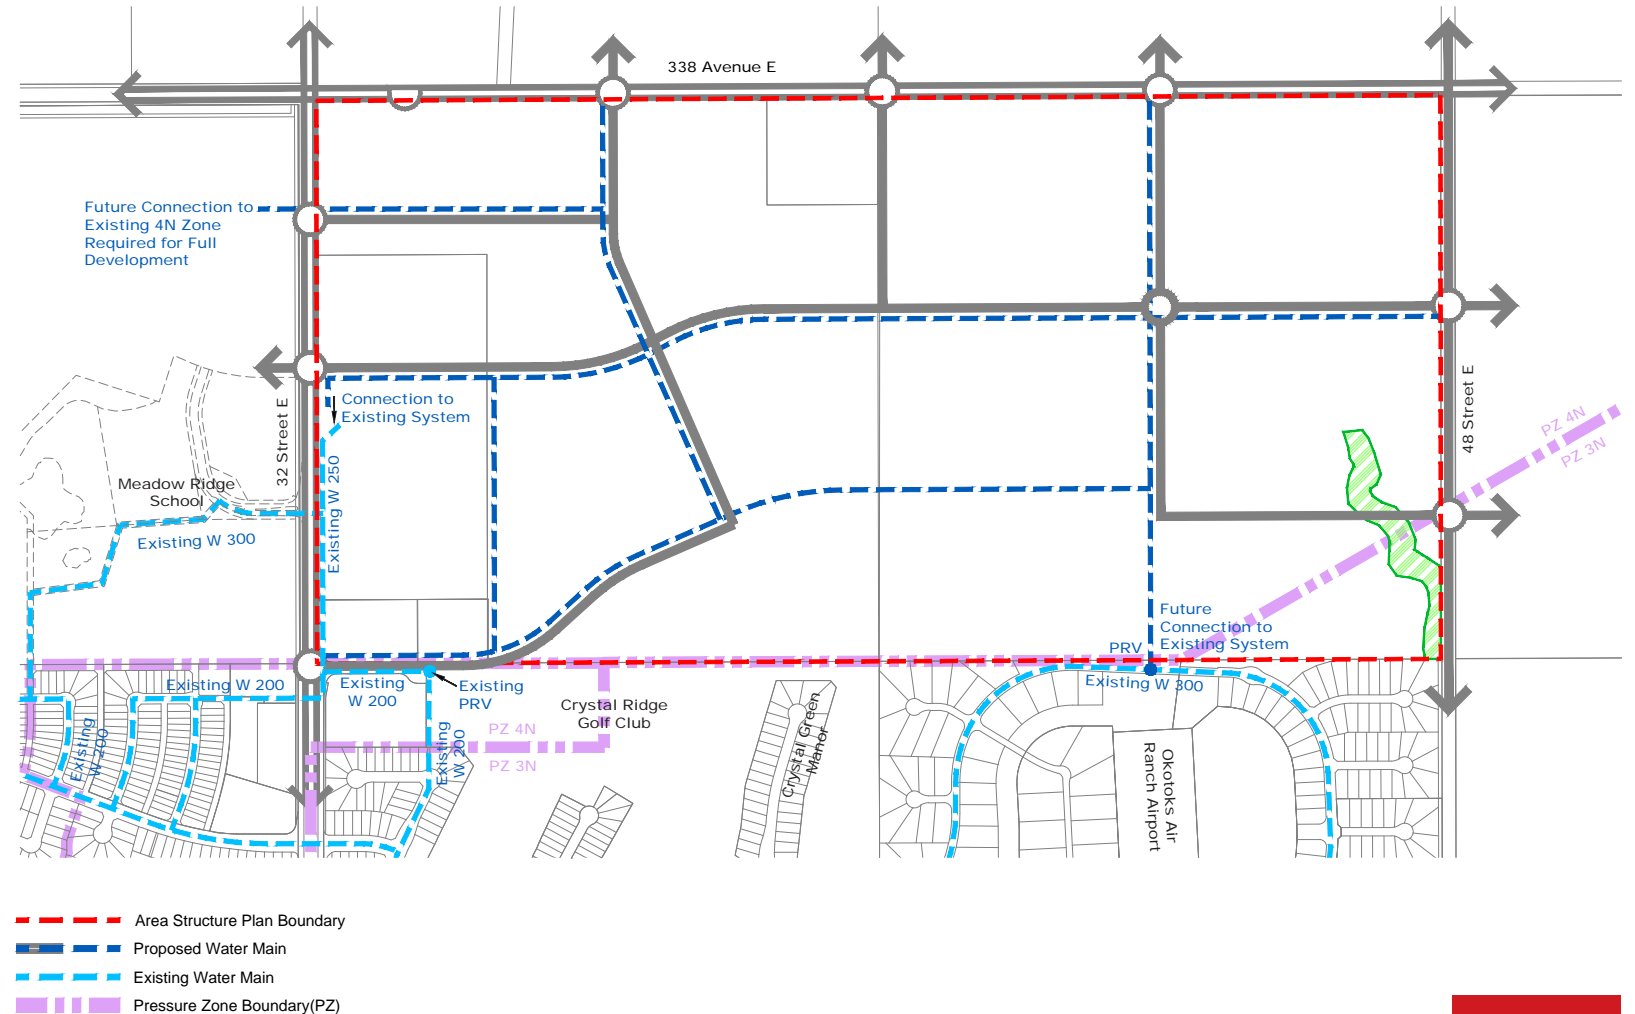 338 Avenue E
Future Connection to
Existing 4N Zone
Required for Full
Development
Connection to
Existing System
32 Street E
48 Street E
PZ 4N
PZ 3N
Meadow Ridge
School
Existing W 250
Existing W 300
Future
Connection to
Existing System
PRV
Existing W 300
Existing W 200
Existing
W 200
Existing
PRV
Existing
W 200
Existing
W 200
Crystal Ridge
Golf Club
PZ 4N
PZ 3N
Crystal Green
Manor
Okotoks Air
Ranch Airport
Area Structure Plan Boundary
Proposed Water Main
Existing Water Main
Pressure Zone Boundary(PZ)